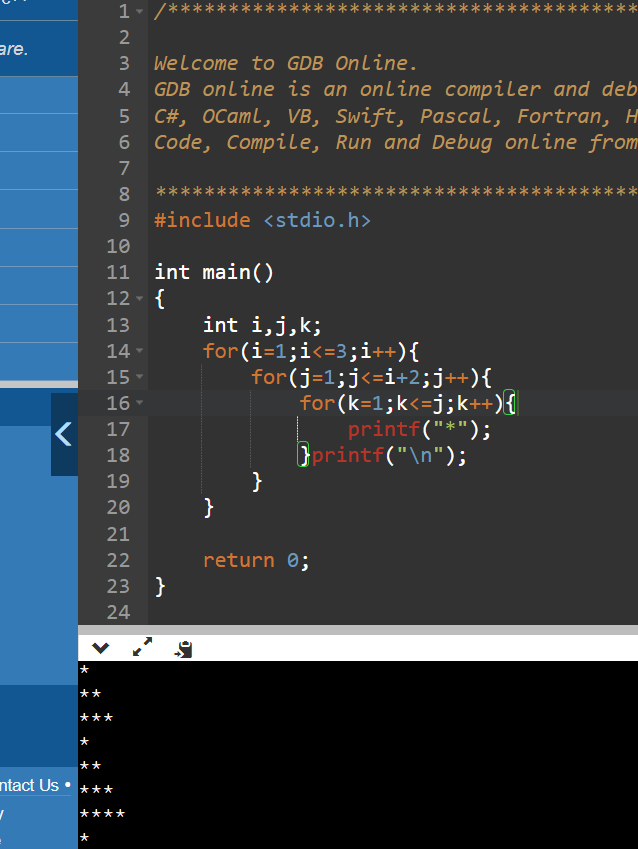 are.
ntact Us •
y
1 /****************************************
2
3 Welcome to GDB Online.
4 GDB online is an online compiler and deb
5 C#, OCaml, VB, Swift, Pascal, Fortran, H
6 Code, Compile, Run and Debug online from
7
8 ****************************************
9 #include <stdio.h>
10
11 int main()
12 {
13     int i,j,k;
14     for(i=1;i<=3;i++){
15         for(j=1;j<=i+2;j++){
16             for(k=1;k<=j;k++){
17                 printf("*");
18             }printf("\n");
19         }
20     }
21
22     return 0;
23 }
24
*
**
***
*
**
***
****
*